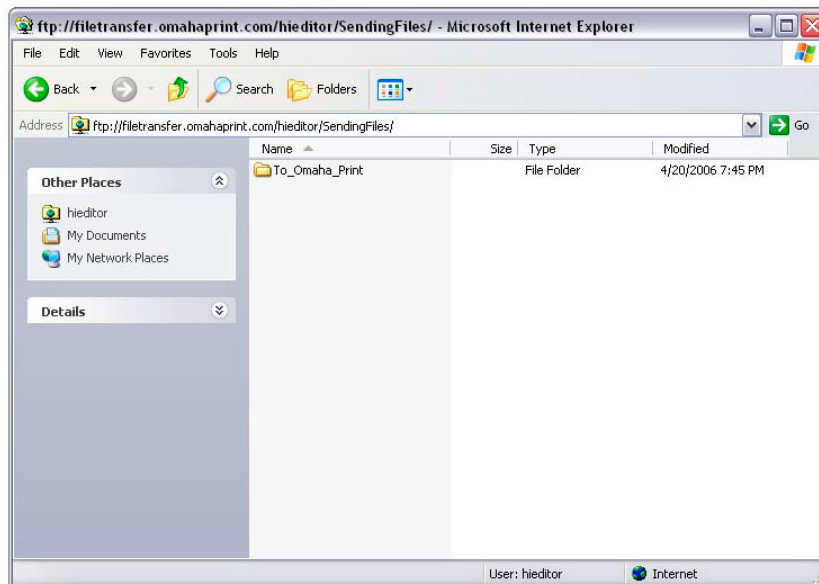 ftp://filetransfer.omahaprint.com/hieditor/SendingFiles/ - Microsoft Internet Explorer
File Edit View Favorites Tools Help
Back Search Folders
Address ftp://filetransfer.omahaprint.com/hieditor/SendingFiles/ Go
Name Size Type Modified
To_Omaha_Print File Folder 4/20/2006 7:45 PM
Other Places
hieditor
My Documents
My Network Places
Details
User: hieditor Internet